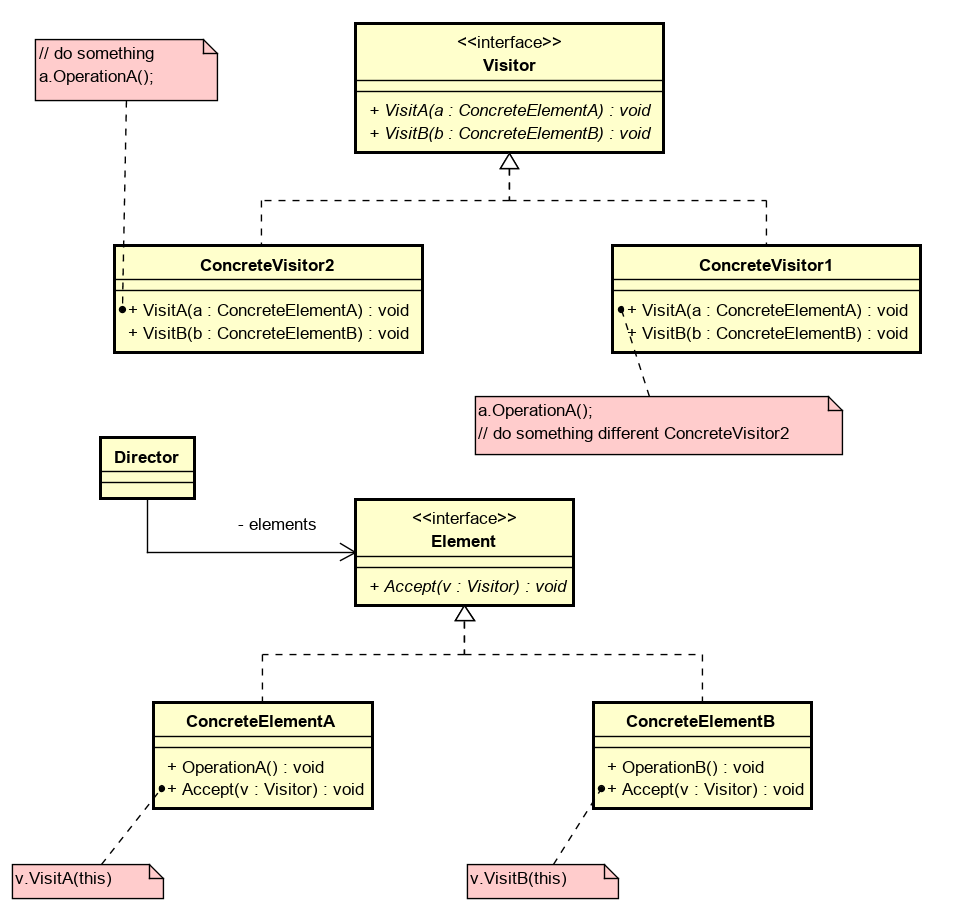 // do something
a.OperationA();
<<interface>>
Visitor
+ VisitA(a : ConcreteElementA) : void
+ VisitB(b : ConcreteElementB) : void
ConcreteVisitor2
+ VisitA(a : ConcreteElementA) : void
+ VisitB(b : ConcreteElementB) : void
ConcreteVisitor1
+ VisitA(a : ConcreteElementA) : void
+ VisitB(b : ConcreteElementB) : void
a.OperationA();
// do something different ConcreteVisitor2
Director
- elements
<<interface>>
Element
+ Accept(v : Visitor) : void
ConcreteElementA
+ OperationA() : void
+ Accept(v : Visitor) : void
ConcreteElementB
+ OperationB() : void
+ Accept(v : Visitor) : void
v.VisitA(this)
v.VisitB(this)